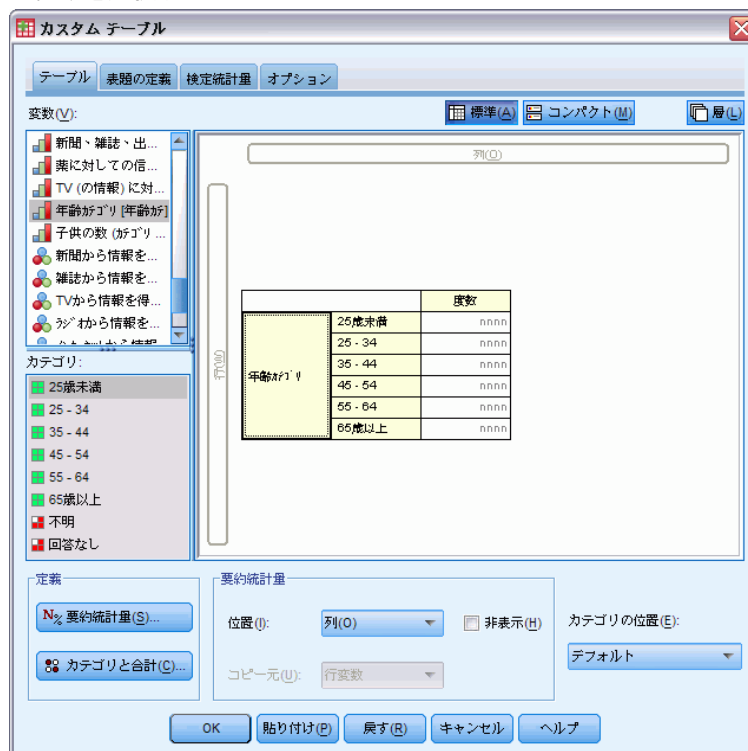 カスタム テーブル
テーブル 表題の定義 検定統計量 オプション
変数(V):
標準(A) コンパクト(M) 層(L)
新聞、雑誌、出...
薬に対しての信...
TV (の情報) に対...
年齢カテゴリ [年齢カテ]
子供の数 (カテゴリ ...
新聞から情報を...
雑誌から情報を...
TVから情報を得...
ラジオから情報を...
列(O)
行(W)
度数
年齢カテゴリ
25歳未満 nnnn
25 - 34 nnnn
35 - 44 nnnn
45 - 54 nnnn
55 - 64 nnnn
65歳以上 nnnn
カテゴリ:
25歳未満
25 - 34
35 - 44
45 - 54
55 - 64
65歳以上
不明
回答なし
定義
N% 要約統計量(S)...
カテゴリと合計(C)...
要約統計量
位置(I): 列(O) 非表示(H)
コピー元(U): 行変数
カテゴリの位置(E):
デフォルト
OK 貼り付け(P) 戻す(R) キャンセル ヘルプ